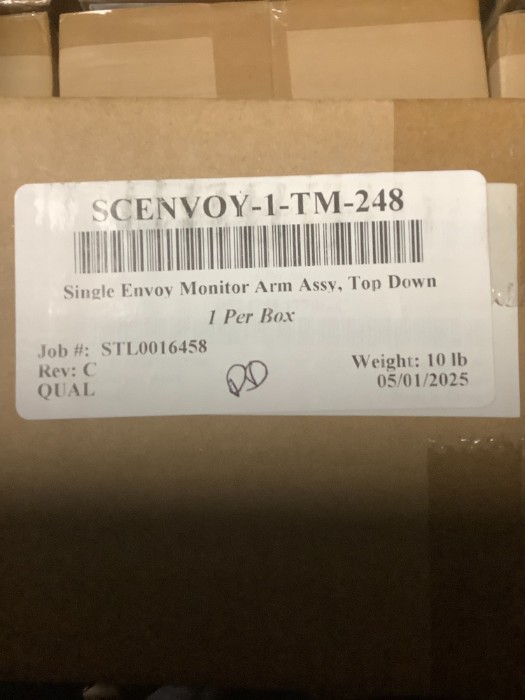 SCENVOY-1-TM-248
Single Envoy Monitor Arm Assy, Top Down
1 Per Box
Job #: STL0016458
Rev: C
QUAL
Weight: 10 lb
05/01/2025